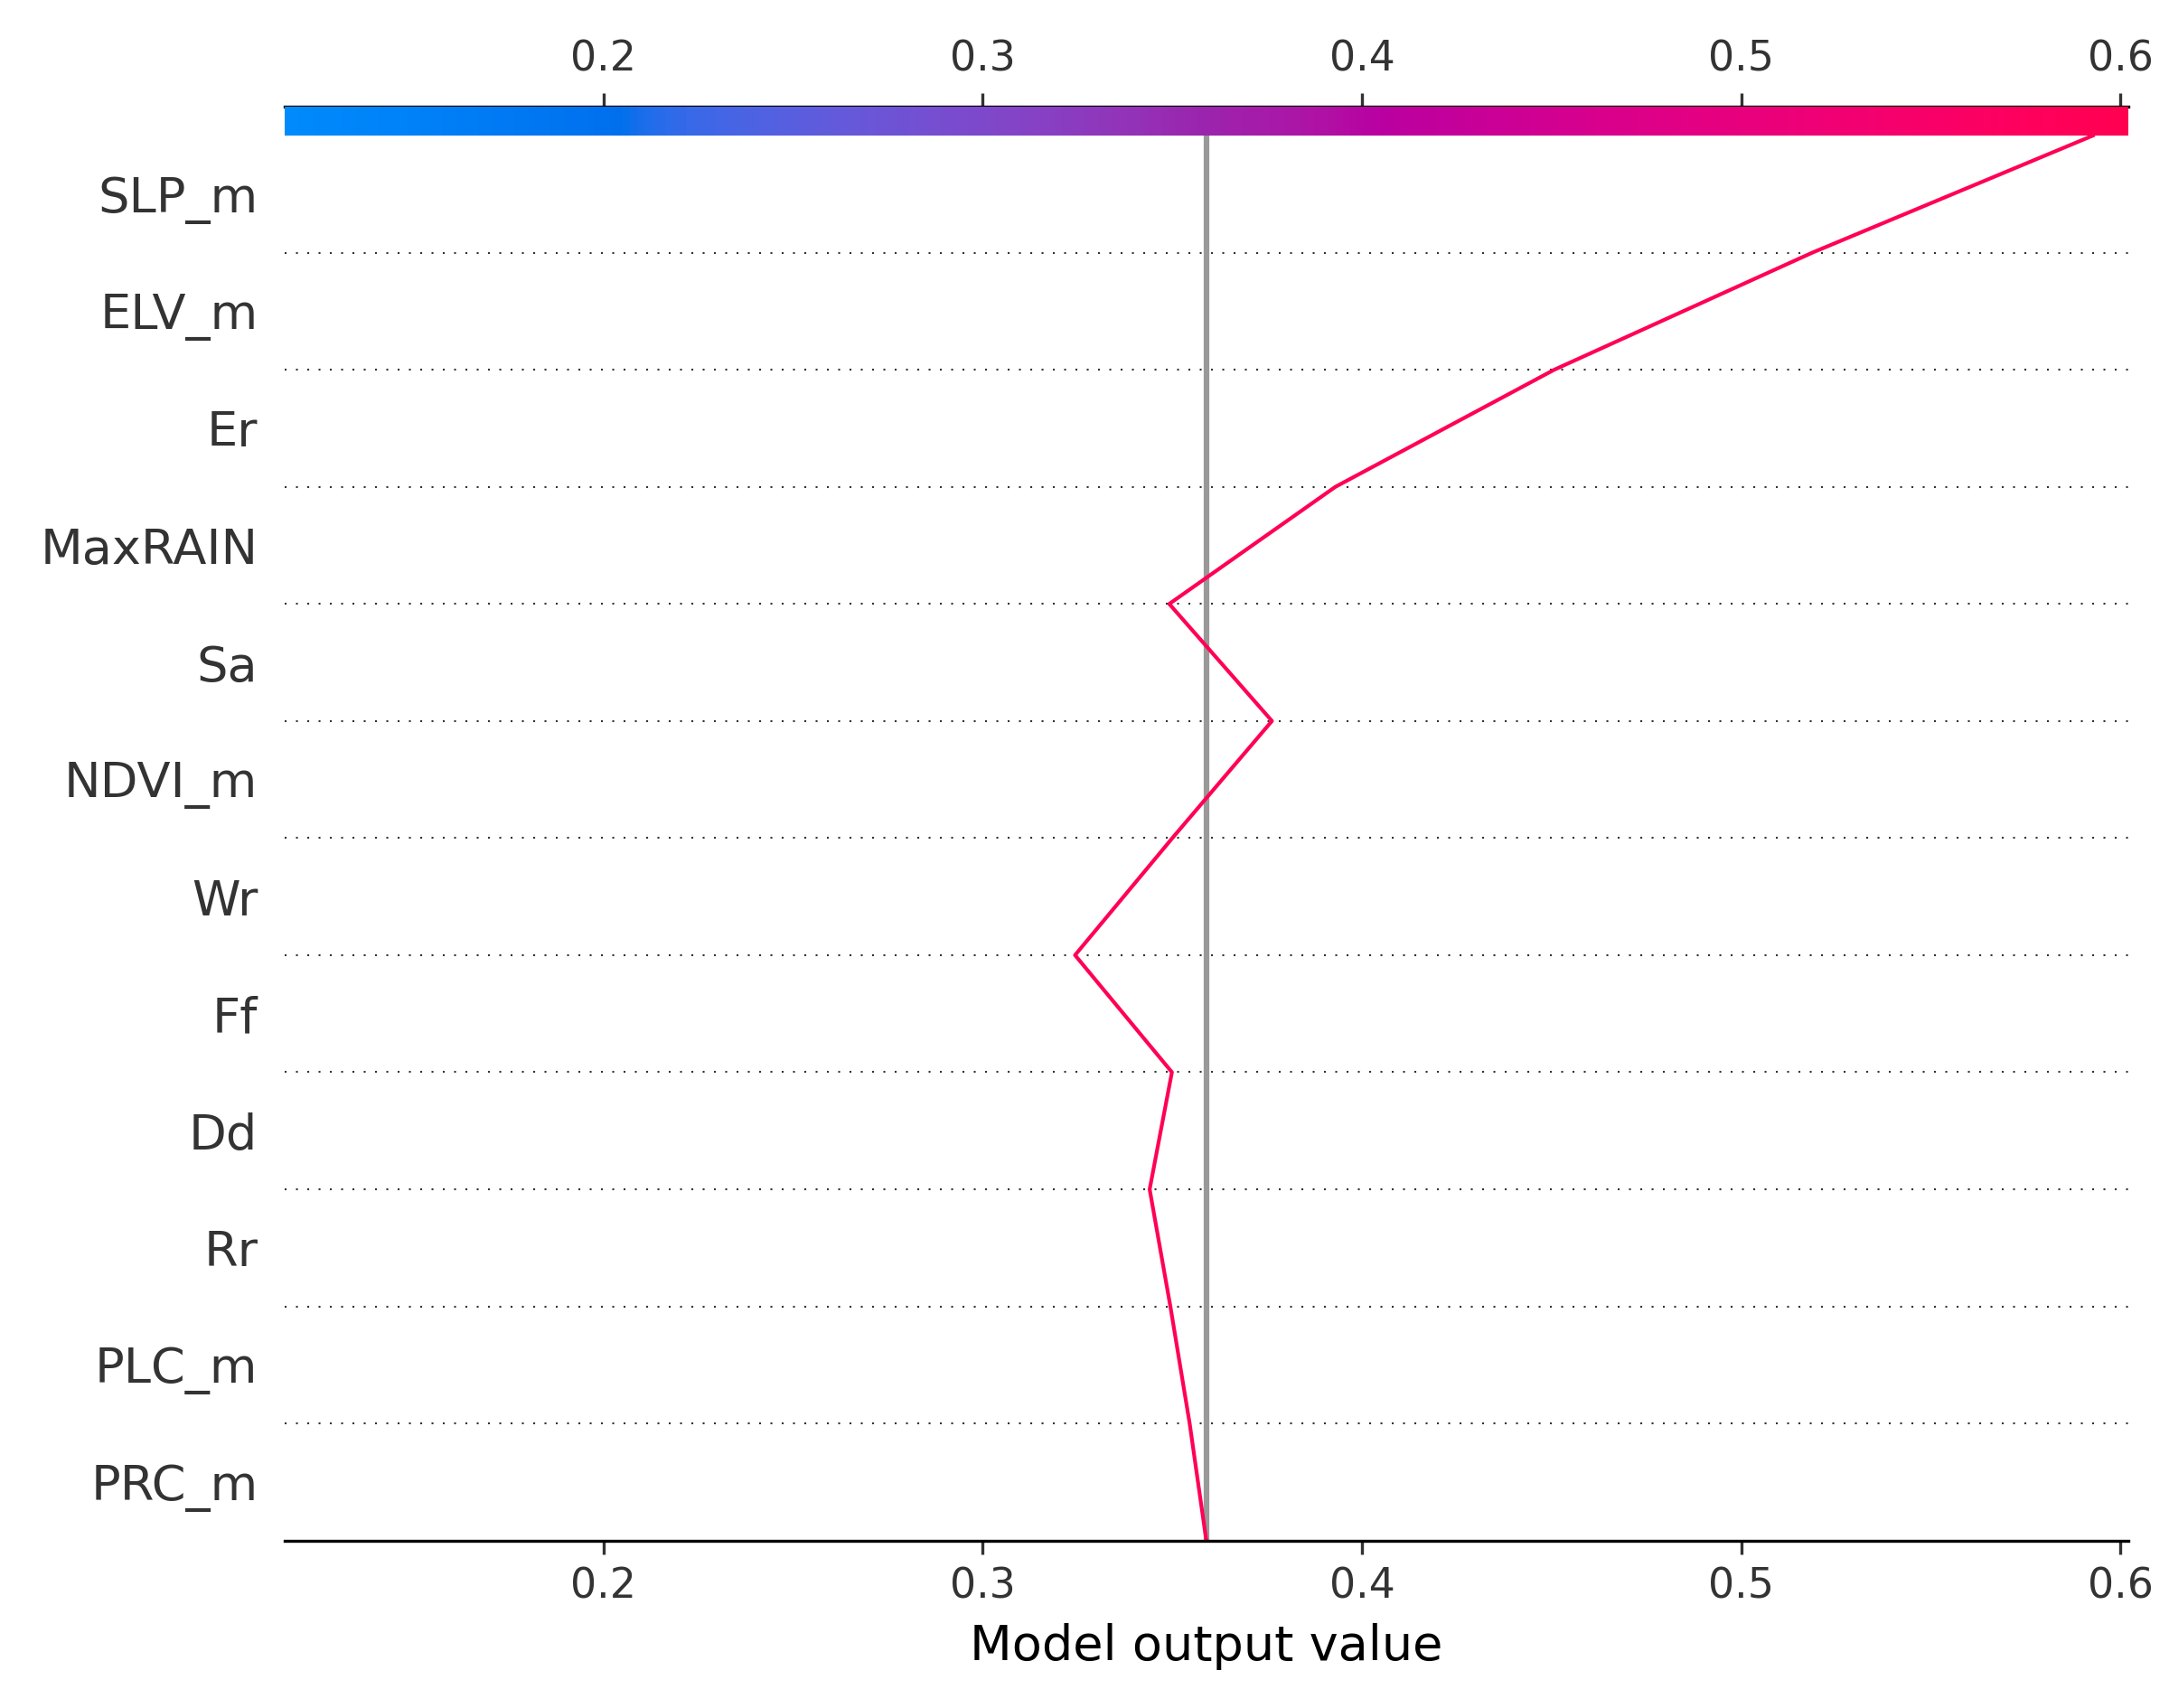 0.2 0.3 0.4 0.5 0.6
SLP_m
ELV_m
Er
MaxRAIN
Sa
NDVI_m
Wr
Ff
Dd
Rr
PLC_m
PRC_m
0.2 0.3 0.4 0.5 0.6
Model output value